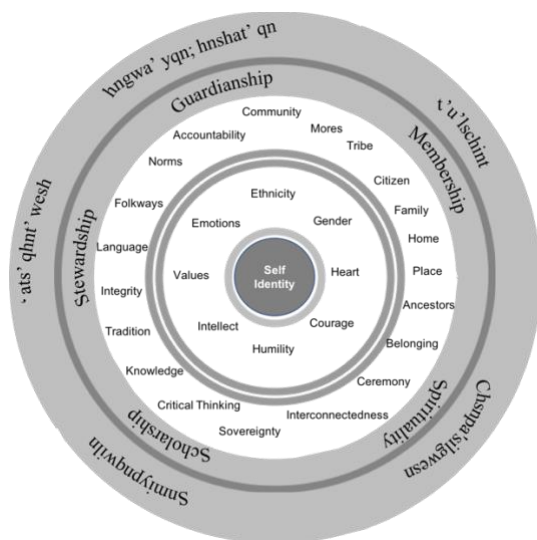 hngwa’ yqn; hnshat’ qn
t’u’lschint
Chsnpa’silgwesn
Snmiypngwiln
‘ats’ qhnt’ wesh
Guardianship
Membership
Spirituality
Scholarship
Stewardship
Community
Mores
Tribe
Citizen
Family
Home
Place
Ancestors
Belonging
Ceremony
Interconnectedness
Sovereignty
Critical Thinking
Knowledge
Tradition
Integrity
Language
Folkways
Norms
Accountability
Ethnicity
Gender
Heart
Courage
Humility
Intellect
Values
Emotions
Self
Identity